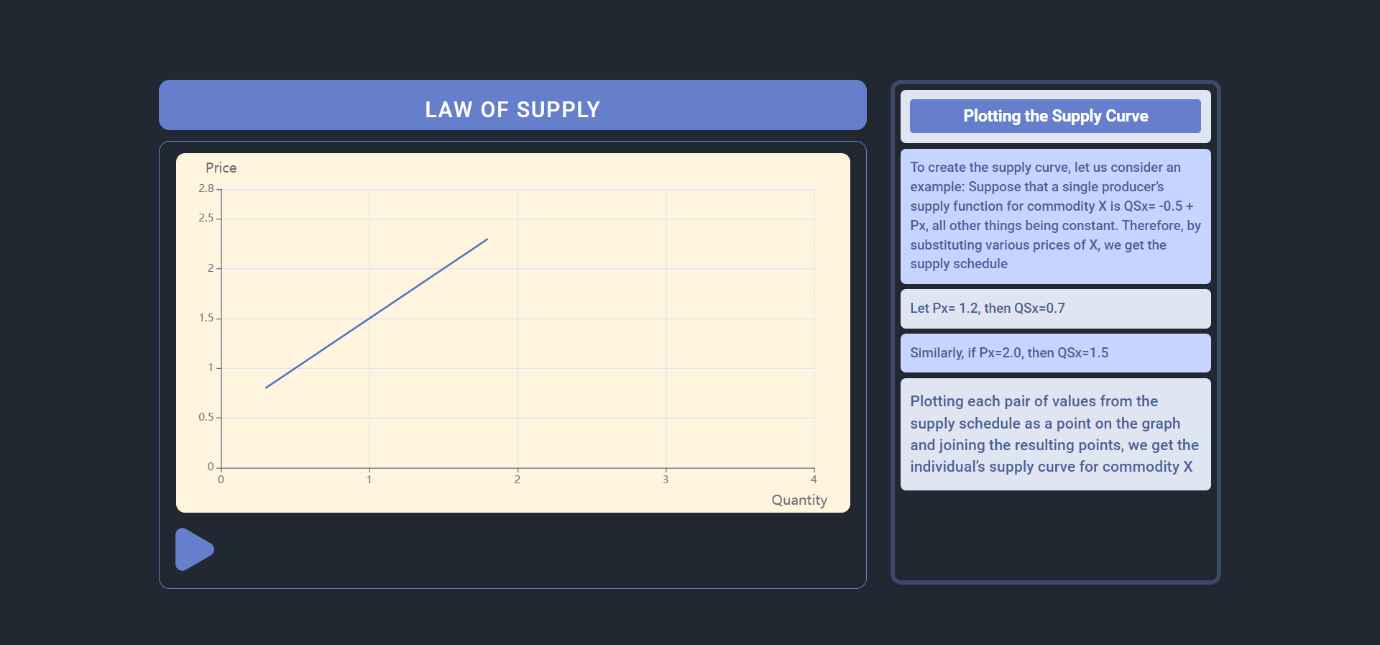 LAW OF SUPPLY
Price
2.8
2.5
2
1.5
1
0.5
0
0 1 2 3 4
Quantity
Plotting the Supply Curve
To create the supply curve, let us consider an
example: Suppose that a single producer's
supply function for commodity X is QSx= -0.5 +
Px, all other things being constant. Therefore, by
substituting various prices of X, we get the
supply schedule
Let Px= 1.2, then QSx=0.7
Similarly, if Px=2.0, then QSx=1.5
Plotting each pair of values from the
supply schedule as a point on the graph
and joining the resulting points, we get the
individual's supply curve for commodity X